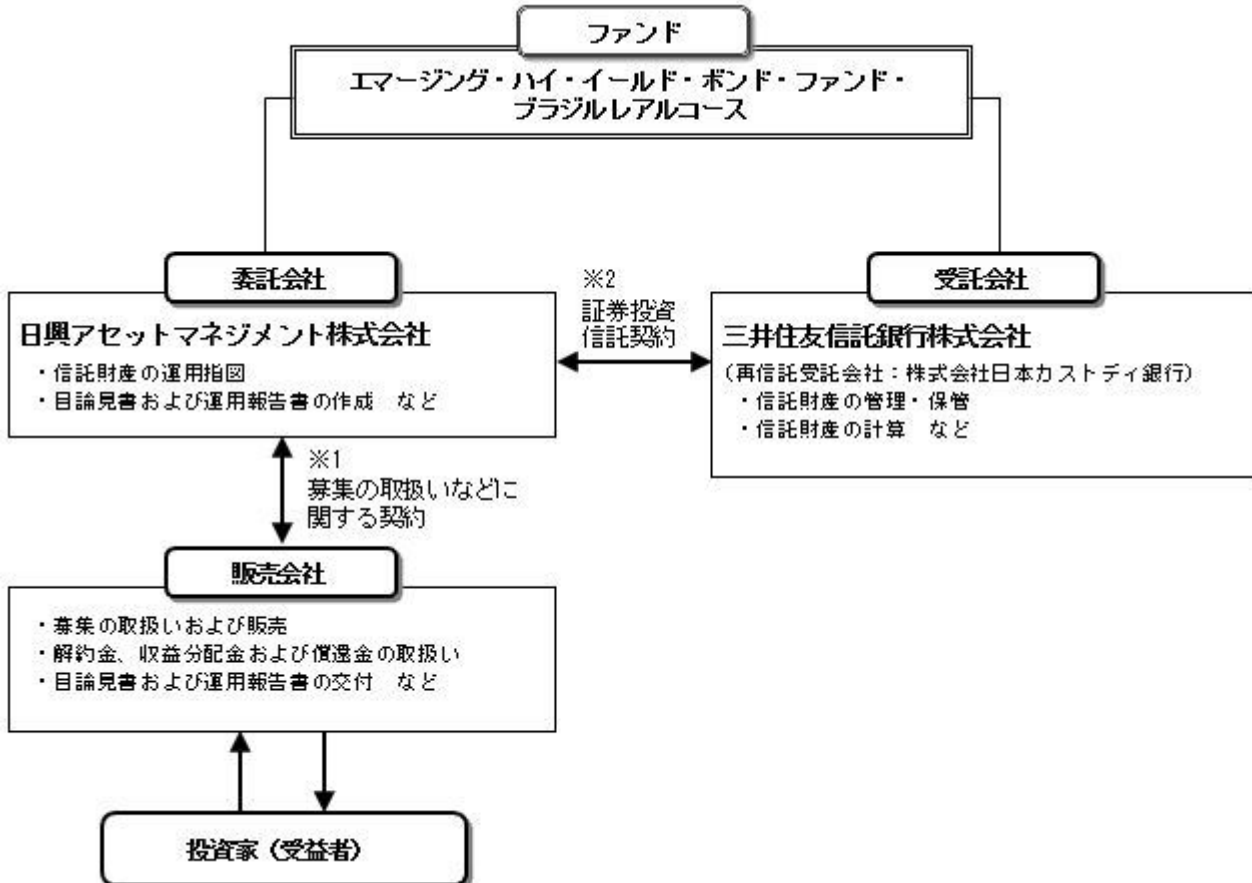 ファンド
エマージング・ハイ・イールド・ボンド・ファンド・
ブラジルレアルコース
委託会社
日興アセットマネジメント株式会社
・信託財産の運用指図
・目論見書および運用報告書の作成　など
※2
証券投資
信託契約
受託会社
三井住友信託銀行株式会社
（再信託受託会社：株式会社日本カストディ銀行）
・信託財産の管理・保管
・信託財産の計算　など
※1
募集の取扱いなどに
関する契約
販売会社
・募集の取扱いおよび販売
・解約金、収益分配金および償還金の取扱い
・目論見書および運用報告書の交付　など
投資家（受益者）